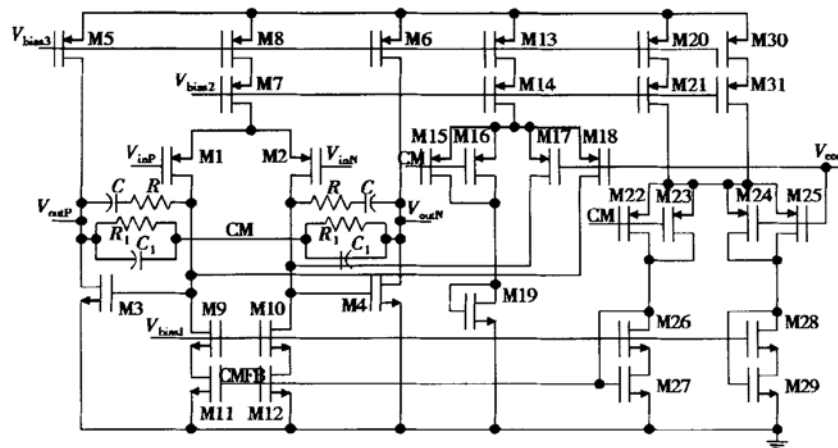 M5 M8 M6 M13 M20 M30
Vbias3
M7 M14 M21 M31
Vbias2
M15 M16 M17 M18
VinP M1 M2 VinN CM
C R R C M22 M23 M24 M25
VoutP CM VoutN CM
R1 R1
C1 C1
M3 M9 M10 M4 M19 M26 M28
Vbias1
CMFB M27 M29
M11 M12